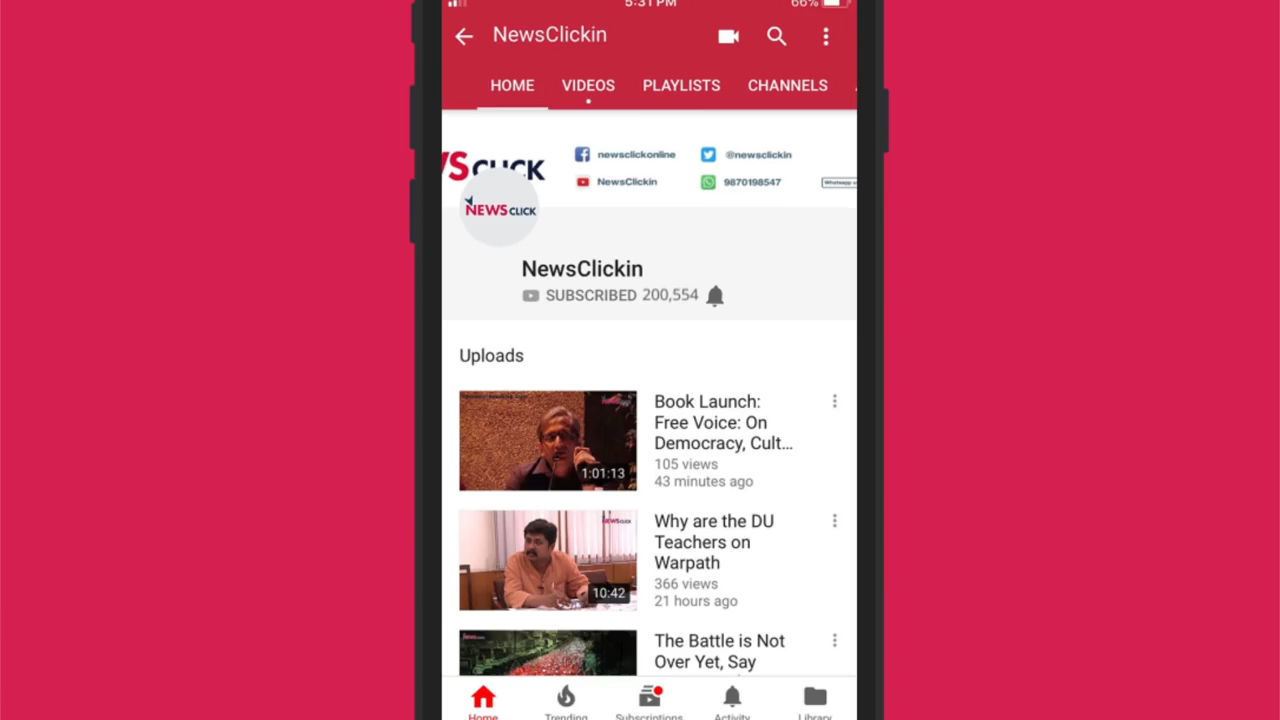 5:31 PM 66%
NewsClickin
HOME VIDEOS PLAYLISTS CHANNELS
newsclickonline @newsclickin
CLICK
NewsClickin 9870198547
NEWSCLICK
NewsClickin
SUBSCRIBED 200,554
Uploads
Book Launch:
Free Voice: On
Democracy, Cult...
1:01:13
105 views
43 minutes ago
NEWSCLICK
Why are the DU
Teachers on
Warpath
10:42
366 views
21 hours ago
The Battle is Not
Over Yet, Say
Home Trending Subscriptions Activity Library